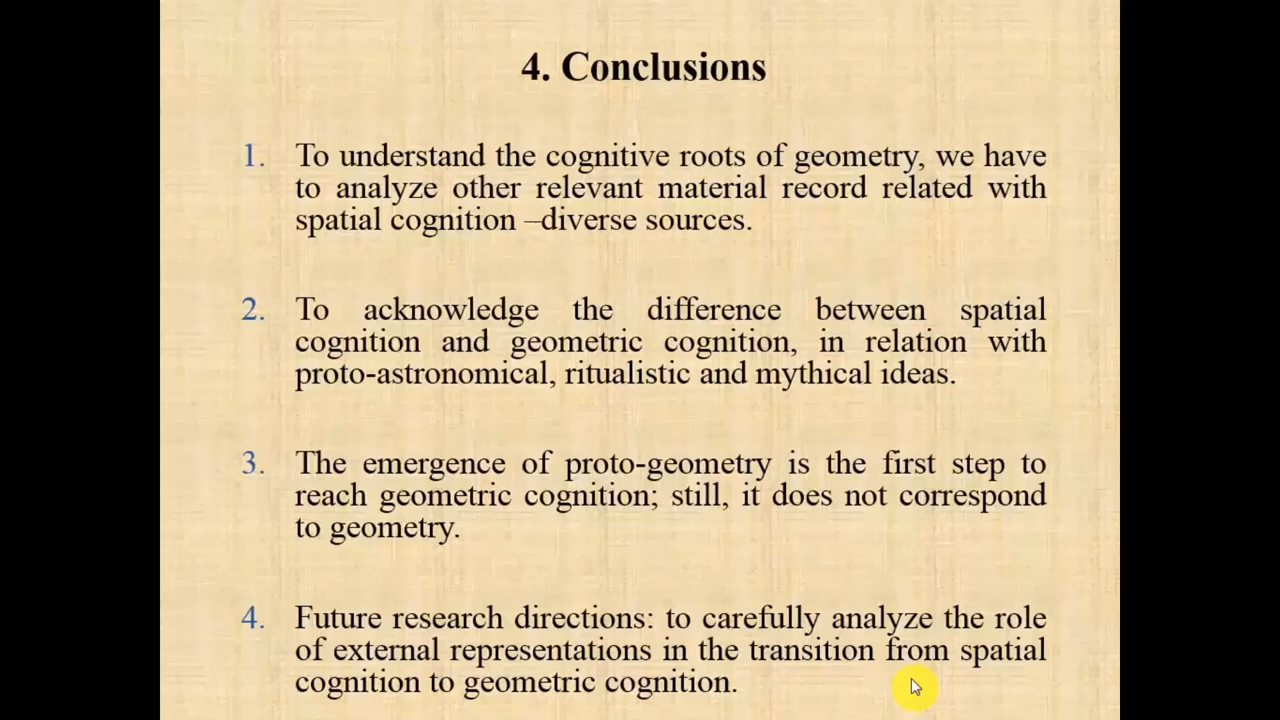 4. Conclusions
1. To understand the cognitive roots of geometry, we have
to analyze other relevant material record related with
spatial cognition –diverse sources.
2. To acknowledge the difference between spatial
cognition and geometric cognition, in relation with
proto-astronomical, ritualistic and mythical ideas.
3. The emergence of proto-geometry is the first step to
reach geometric cognition; still, it does not correspond
to geometry.
4. Future research directions: to carefully analyze the role
of external representations in the transition from spatial
cognition to geometric cognition.